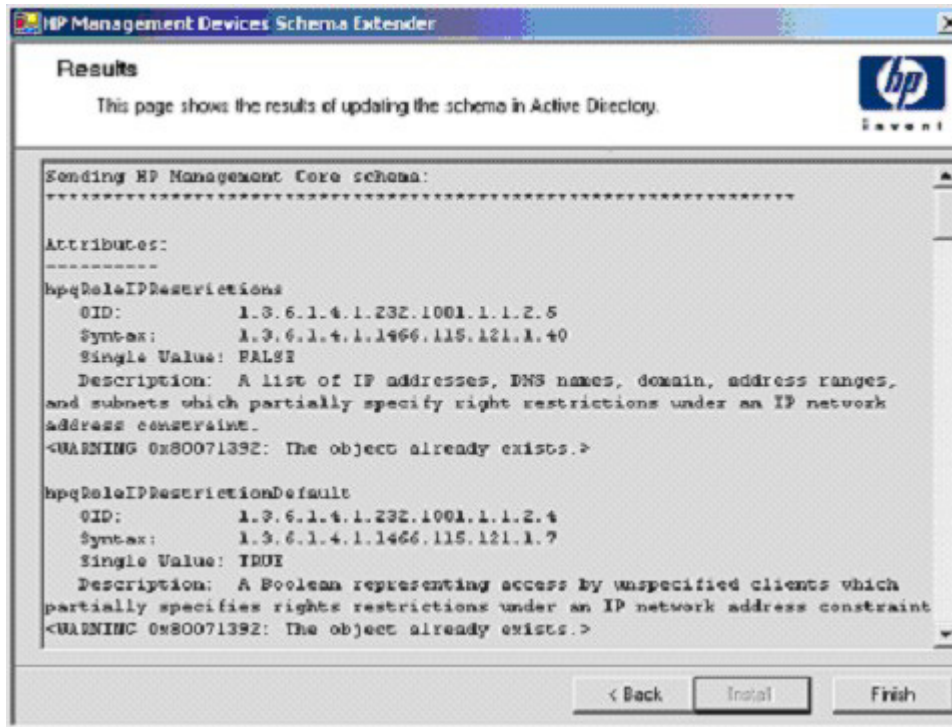 HP Management Devices Schema Extender
Results
This page shows the results of updating the schema in Active Directory.
hp
invent
Sending HP Management Core schema:
******************************************************************
Attributes:
----------
hpqRoleIPRestrictions
OID: 1.3.6.1.4.1.232.1001.1.1.2.5
Syntax: 1.3.6.1.4.1.1466.115.121.1.40
Single Value: FALSE
Description: A list of IP addresses, DNS names, domain, address ranges,
and subnets which partially specify right restrictions under an IP network
address constraint.
<WARNING 0x80071392: The object already exists.>
hpqRoleIPRestrictionDefault
OID: 1.3.6.1.4.1.232.1001.1.1.2.4
Syntax: 1.3.6.1.4.1.1466.115.121.1.7
Single Value: TRUE
Description: A Boolean representing access by unspecified clients which
partially specifies rights restrictions under an IP network address constraint
<WARNING 0x80071392: The object already exists.>
< Back
Install
Finish